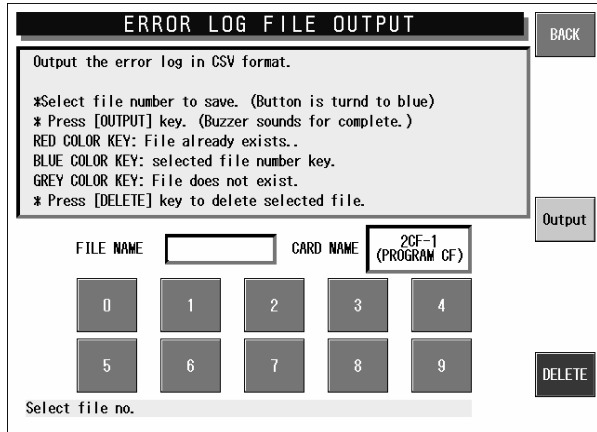 ERROR LOG FILE OUTPUT
BACK
Output the error log in CSV format.
*Select file number to save. (Button is turnd to blue)
* Press [OUTPUT] key. (Buzzer sounds for complete.)
RED COLOR KEY: File already exists..
BLUE COLOR KEY: selected file number key.
GREY COLOR KEY: File does not exist.
* Press [DELETE] key to delete selected file.
Output
FILE NAME
CARD NAME
2CF-1
(PROGRAM CF)
0 1 2 3 4
5 6 7 8 9
DELETE
Select file no.